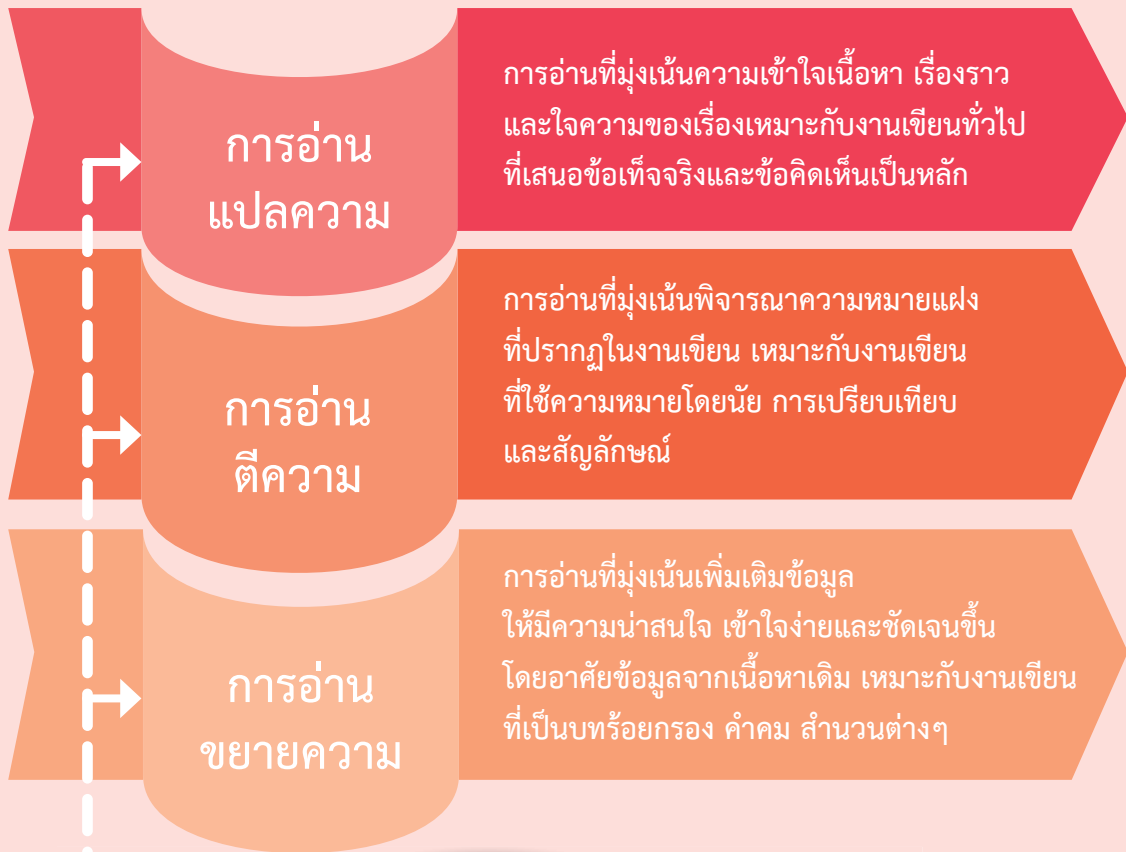 การอ่าน
แปลความ
การอ่านที่มุ่งเน้นความเข้าใจเนื้อหา เรื่องราว
และใจความของเรื่องเหมาะกับงานเขียนทั่วไป
ที่เสนอข้อเท็จจริงและข้อคิดเห็นเป็นหลัก
การอ่าน
ตีความ
การอ่านที่มุ่งเน้นพิจารณาความหมายแฝง
ที่ปรากฏในงานเขียน เหมาะกับงานเขียน
ที่ใช้ความหมายโดยนัย การเปรียบเทียบ
และสัญลักษณ์
การอ่าน
ขยายความ
การอ่านที่มุ่งเน้นเพิ่มเติมข้อมูล
ให้มีความน่าสนใจ เข้าใจง่ายและชัดเจนขึ้น
โดยอาศัยข้อมูลจากเนื้อหาเดิม เหมาะกับงานเขียน
ที่เป็นบทร้อยกรอง คำคม สำนวนต่างๆ